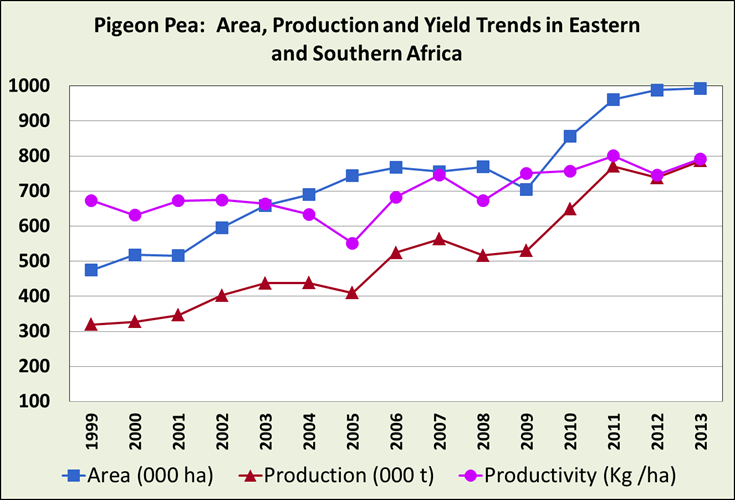 Pigeon Pea: Area, Production and Yield Trends in Eastern
and Southern Africa
1000
900
800
700
600
500
400
300
200
100
1999 2000 2001 2002 2003 2004 2005 2006 2007 2008 2009 2010 2011 2012 2013
Area (000 ha) Production (000 t) Productivity (Kg /ha)